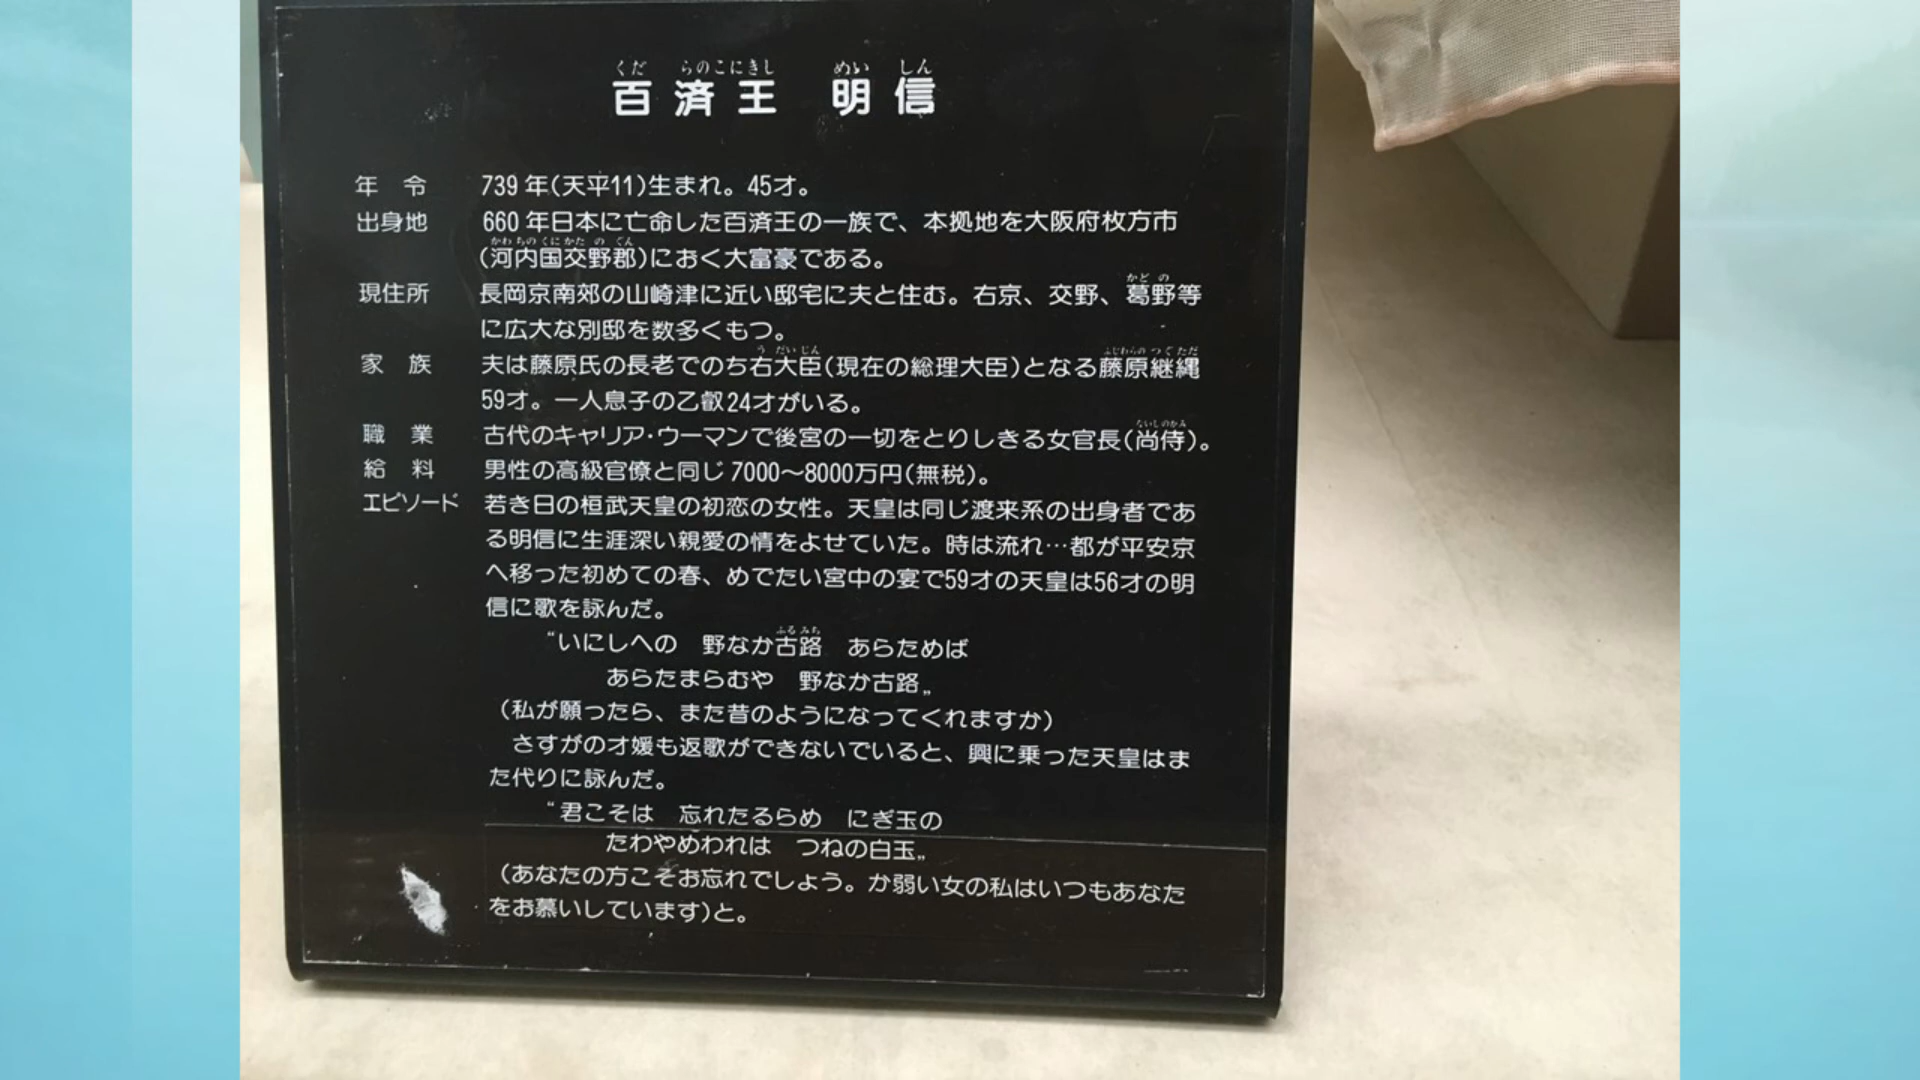 くだ らのこにきし めい しん
百済王 明信
年 令 739年(天平11)生まれ。45才。
出身地 660年日本に亡命した百済王の一族で、本拠地を大阪府枚方市
かわちのくにかたのぐん
(河内国交野郡)におく大富豪である。
かどの
現住所 長岡京南郊の山崎津に近い邸宅に夫と住む。右京、交野、葛野等
に広大な別邸を数多くもつ。
うだいじん ふじわらのつぐただ
家 族 夫は藤原氏の長老でのち右大臣(現在の総理大臣)となる藤原継縄
59才。一人息子の乙叡24才がいる。
ないしのかみ
職 業 古代のキャリア・ウーマンで後宮の一切をとりしきる女官長(尚侍)。
給 料 男性の高級官僚と同じ7000〜8000万円(無税)。
エピソード 若き日の桓武天皇の初恋の女性。天皇は同じ渡来系の出身者であ
る明信に生涯深い親愛の情をよせていた。時は流れ…都が平安京
へ移った初めての春、めでたい宮中の宴で59才の天皇は56才の明
信に歌を詠んだ。
ふるみち
“いにしへの 野なか古路 あらためば
あらたまらむや 野なか古路„
(私が願ったら、また昔のようになってくれますか)
さすがの才媛も返歌ができないでいると、興に乗った天皇はま
た代りに詠んだ。
“君こそは 忘れたるらめ にぎ玉の
たわやめわれは つねの白玉„
(あなたの方こそお忘れでしょう。か弱い女の私はいつもあなた
をお慕いしています)と。